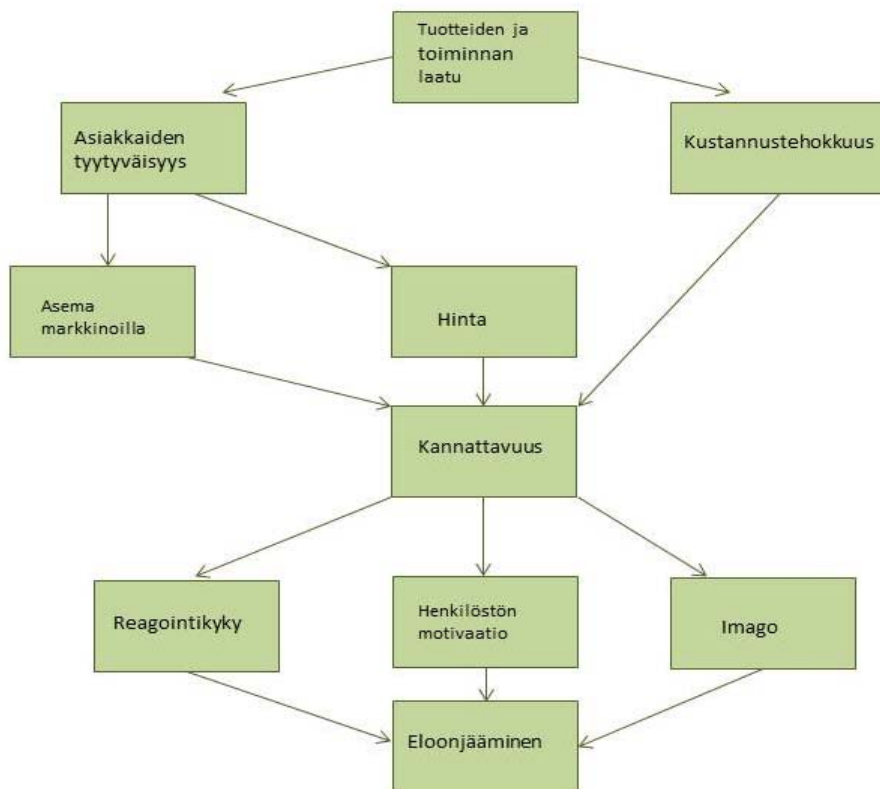 Tuotteiden ja
toiminnan
laatu
Asiakkaiden
tyytyväisyys
Kustannustehokkuus
Asema
markkinoilla
Hinta
Kannattavuus
Reagointikyky
Henkilöstön
motivaatio
Imago
Eloonjääminen